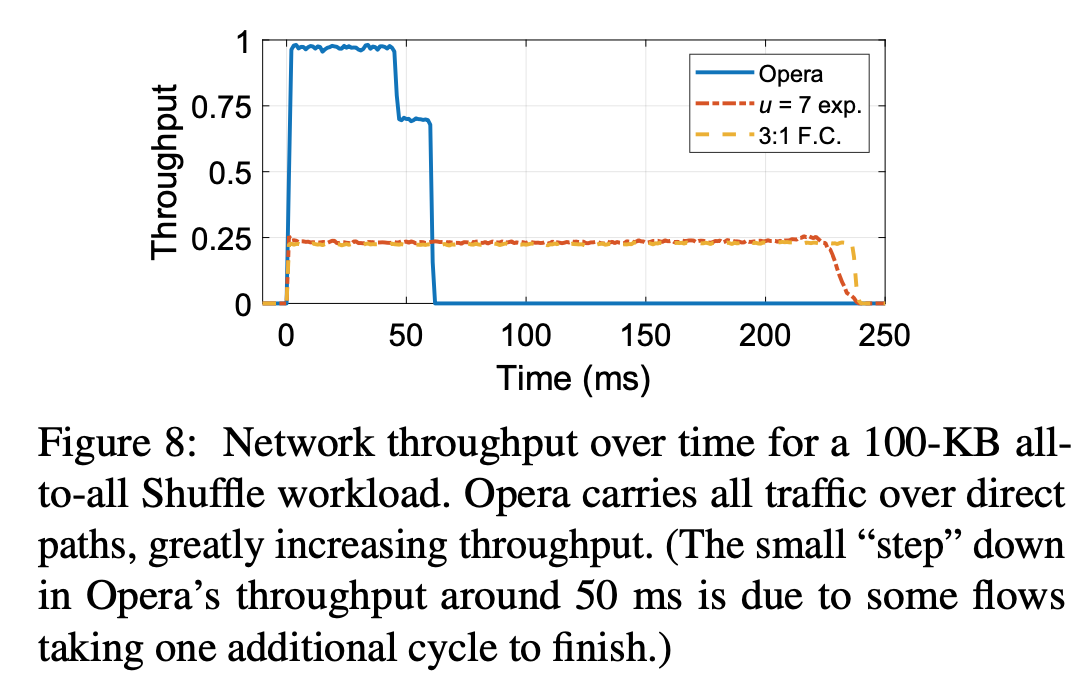 1
0.75
0.5
0.25
0
Throughput
Opera
u = 7 exp.
3:1 F.C.
0 50 100 150 200 250
Time (ms)
Figure 8: Network throughput over time for a 100-KB all-
to-all Shuffle workload. Opera carries all traffic over direct
paths, greatly increasing throughput. (The small “step” down
in Opera’s throughput around 50 ms is due to some flows
taking one additional cycle to finish.)